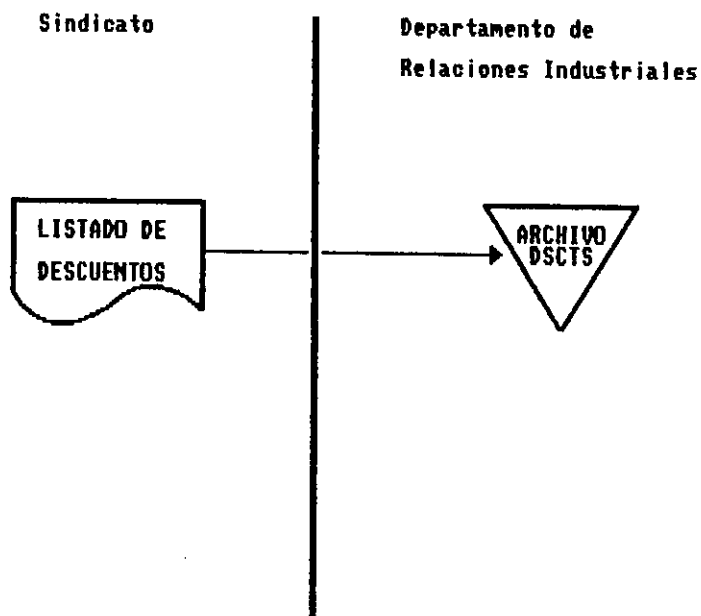 Sindicato
Departamento de
Relaciones Industriales
LISTADO DE
DESCUENTOS
ARCHIVO
DSCTS